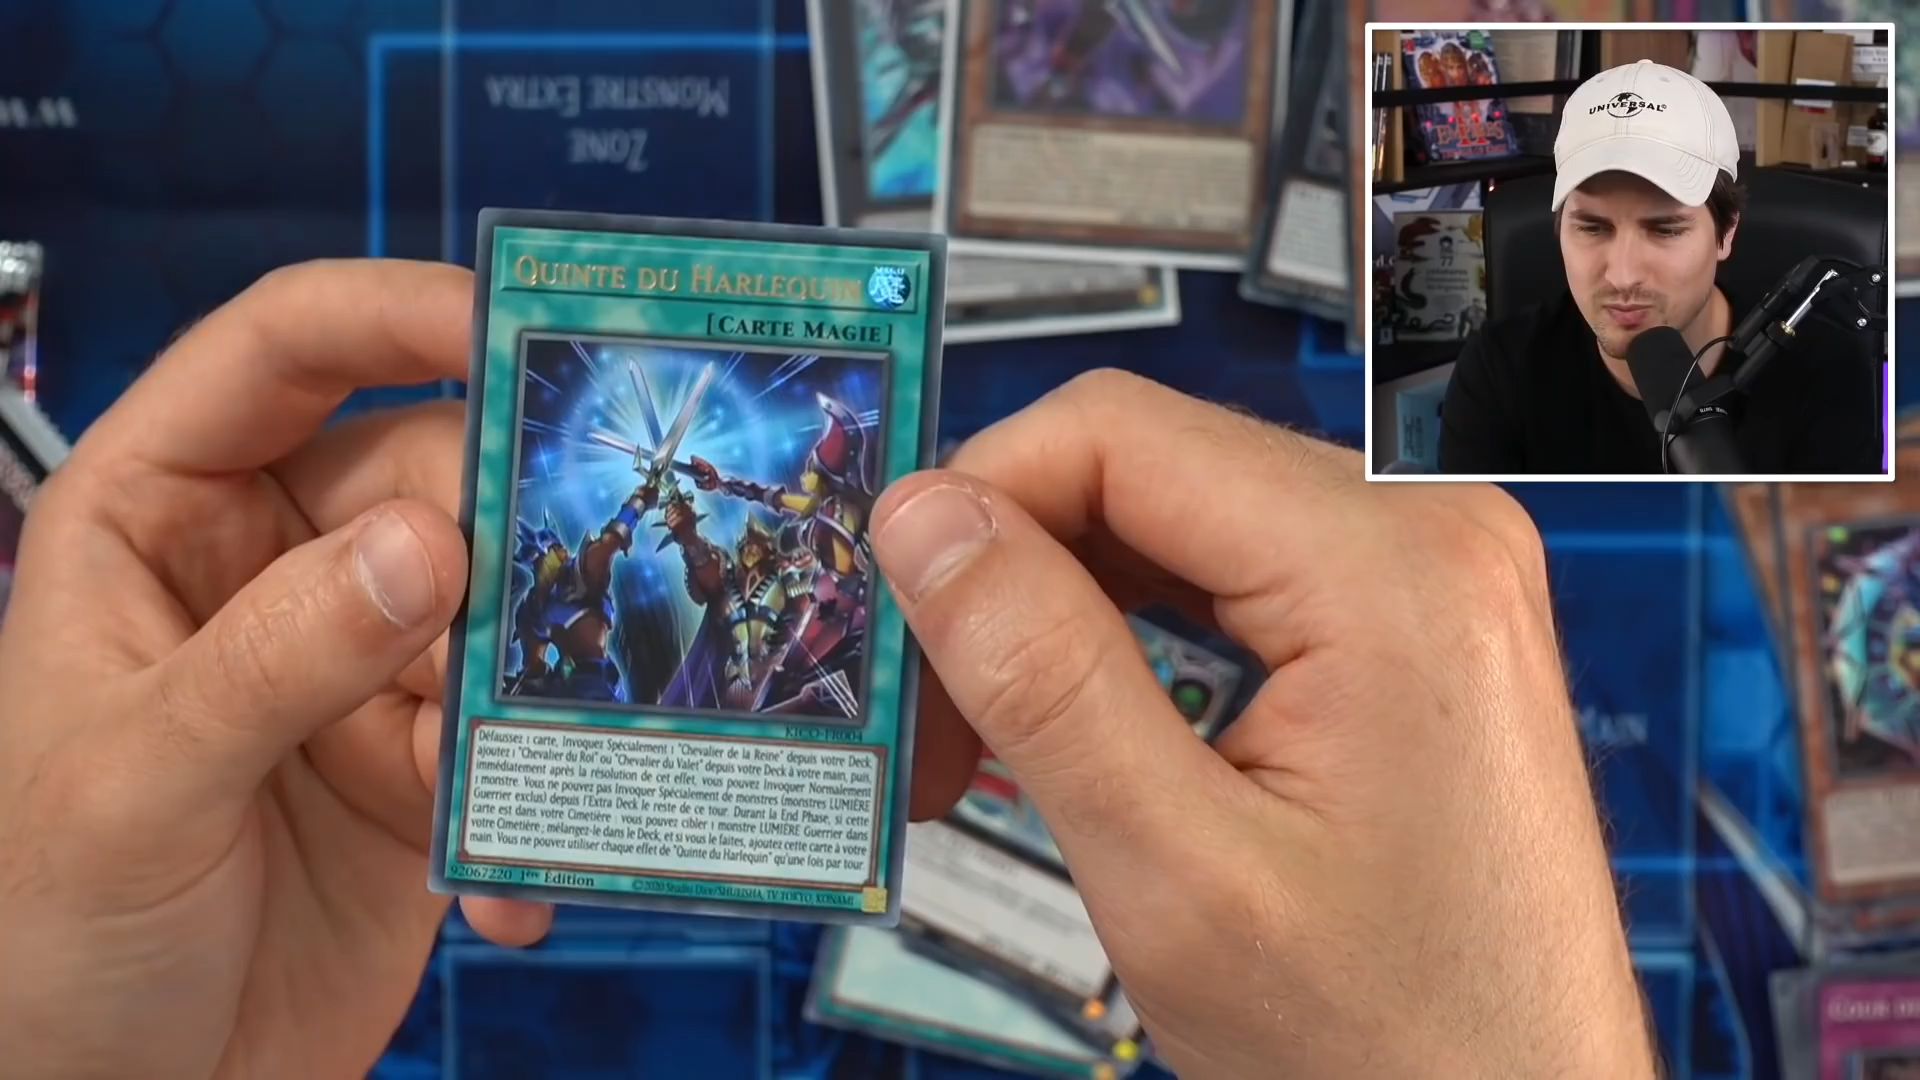 ZONE
MONSTRE EXTRA
QUINTE DU HARLEQUIN
[CARTE MAGIE]
KICO-FR004
Défaussez 1 carte, Invoquez Spécialement 1 "Chevalier de la Reine" depuis votre Deck,
ajoutez 1 "Chevalier du Roi" ou "Chevalier du Valet" depuis votre Deck à votre main, puis,
immédiatement après la résolution de cet effet, vous pouvez Invoquer Normalement
1 monstre. Vous ne pouvez pas Invoquer Spécialement de monstres (monstres LUMIÈRE
Guerrier exclus) depuis l'Extra Deck le reste de ce tour. Durant la End Phase, si cette
carte est dans votre Cimetière : vous pouvez cibler 1 monstre LUMIÈRE Guerrier dans
votre Cimetière ; mélangez-le dans le Deck, et si vous le faites, ajoutez cette carte à votre
main. Vous ne pouvez utiliser chaque effet de "Quinte du Harlequin" qu'une fois par tour.
92067220 1ère Édition
©2020 Studio Dice/SHUEISHA, TV TOKYO, KONAMI
UNIVERSAL
EMPIRES
II
77
MAIN